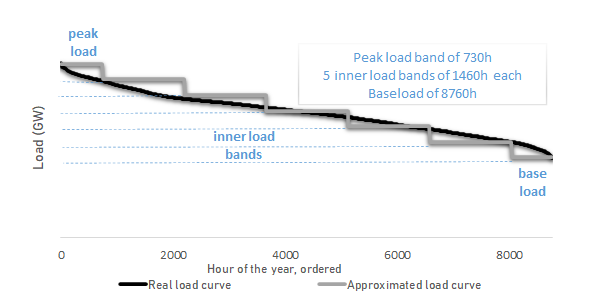 peak
load
Peak load band of 730h
5 inner load bands of 1460h each
Baseload of 8760h
Load (GW)
inner load
bands
base
load
0 2000 4000 6000 8000
Hour of the year, ordered
Real load curve Approximated load curve